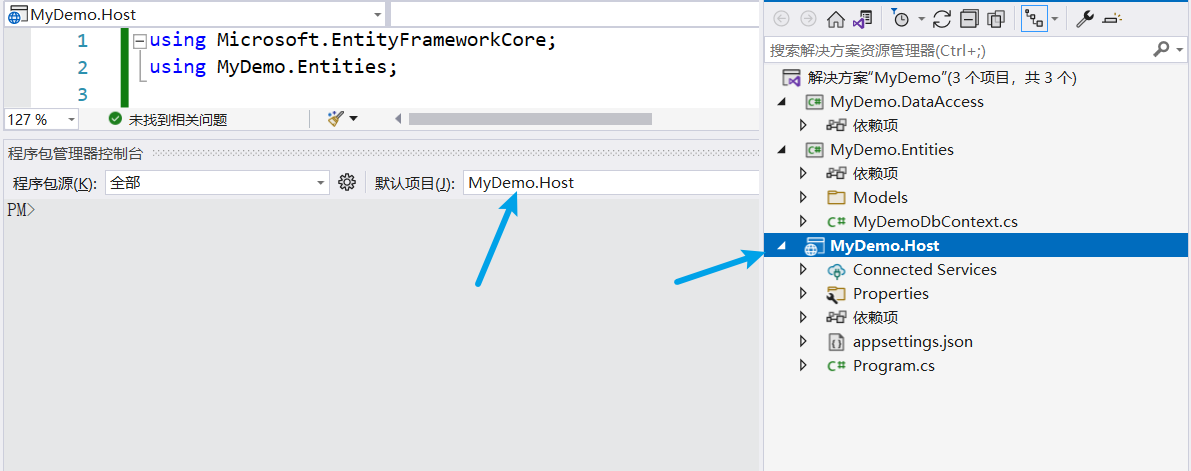 MyDemo.Host
1 using Microsoft.EntityFrameworkCore;
2 using MyDemo.Entities;
3
127 % 未找到相关问题
程序包管理器控制台
程序包源(K): 全部 默认项目(J): MyDemo.Host
PM>
搜索解决方案资源管理器(Ctrl+;)
解决方案“MyDemo”(3 个项目，共 3 个)
C# MyDemo.DataAccess
依赖项
C# MyDemo.Entities
依赖项
Models
C# MyDemoDbContext.cs
MyDemo.Host
Connected Services
Properties
依赖项
appsettings.json
C# Program.cs